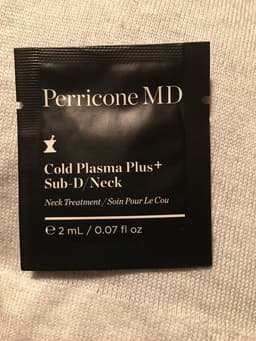 Perricone MD
Cold Plasma Plus+
Sub-D/Neck
Neck Treatment / Soin Pour Le Cou
℮ 2 mL / 0.07 fl oz